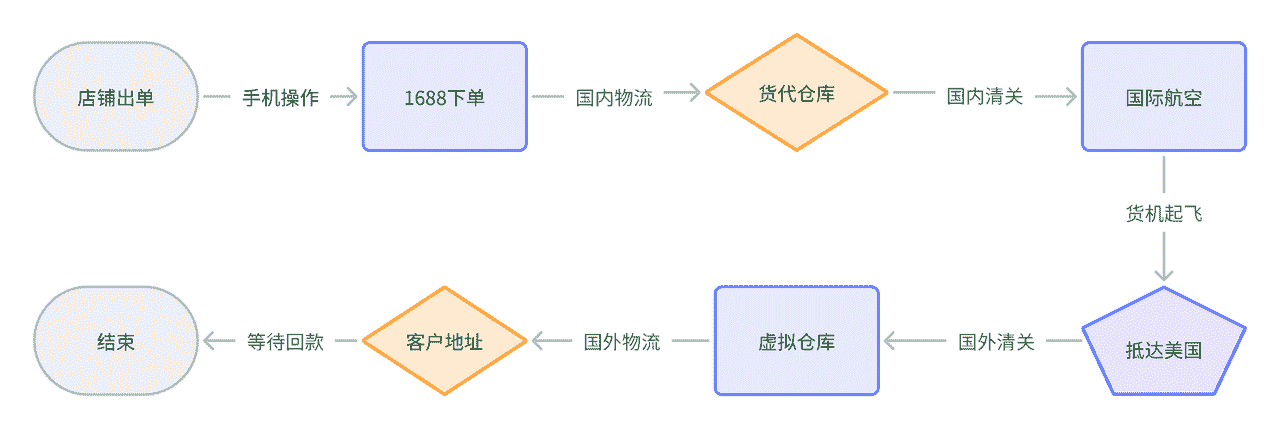 店铺出单
手机操作
1688下单
国内物流
货代仓库
国内清关
国际航空
货机起飞
抵达美国
国外清关
虚拟仓库
国外物流
客户地址
等待回款
结束